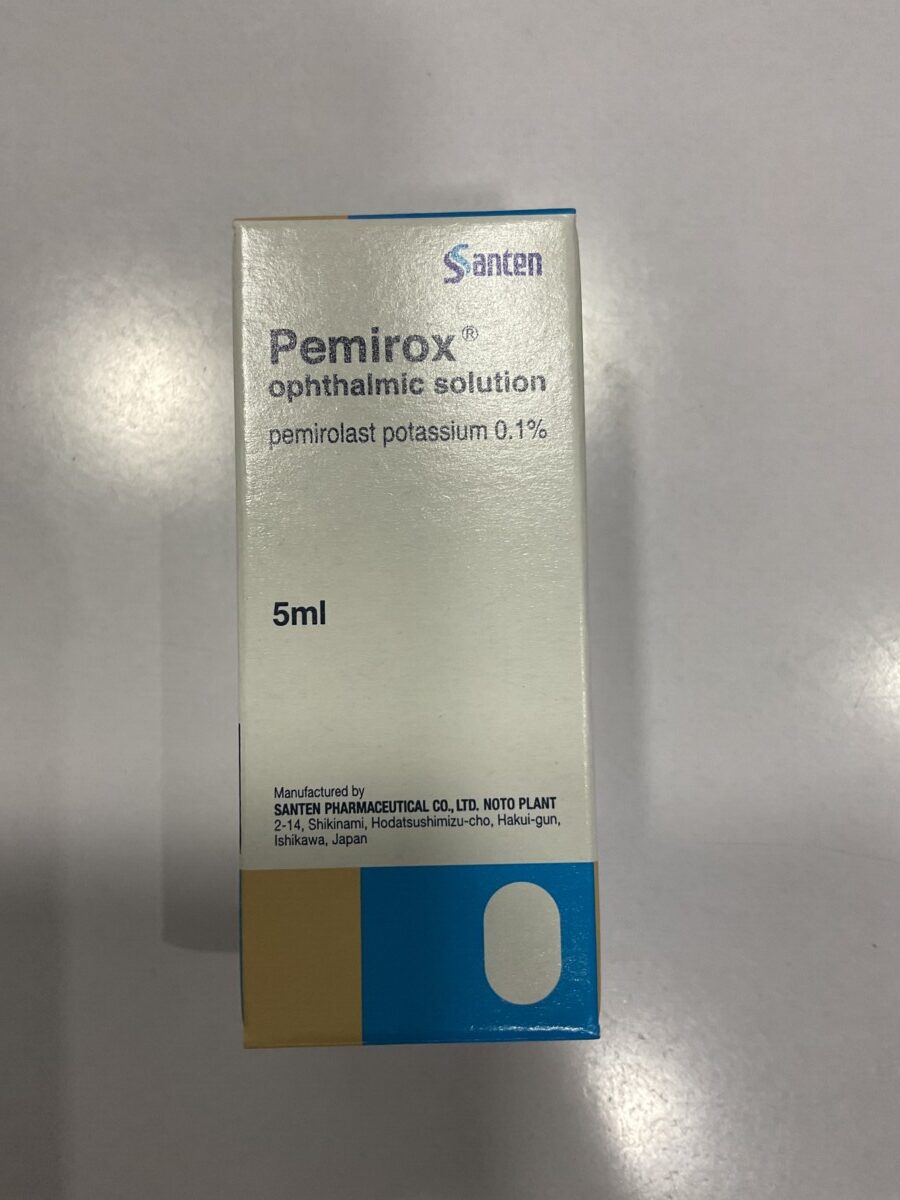 Santen
Pemirox®
ophthalmic solution
pemirolast potassium 0.1%
5ml
Manufactured by
SANTEN PHARMACEUTICAL CO., LTD. NOTO PLANT
2-14, Shikinami, Hodatsushimizu-cho, Hakui-gun,
Ishikawa, Japan